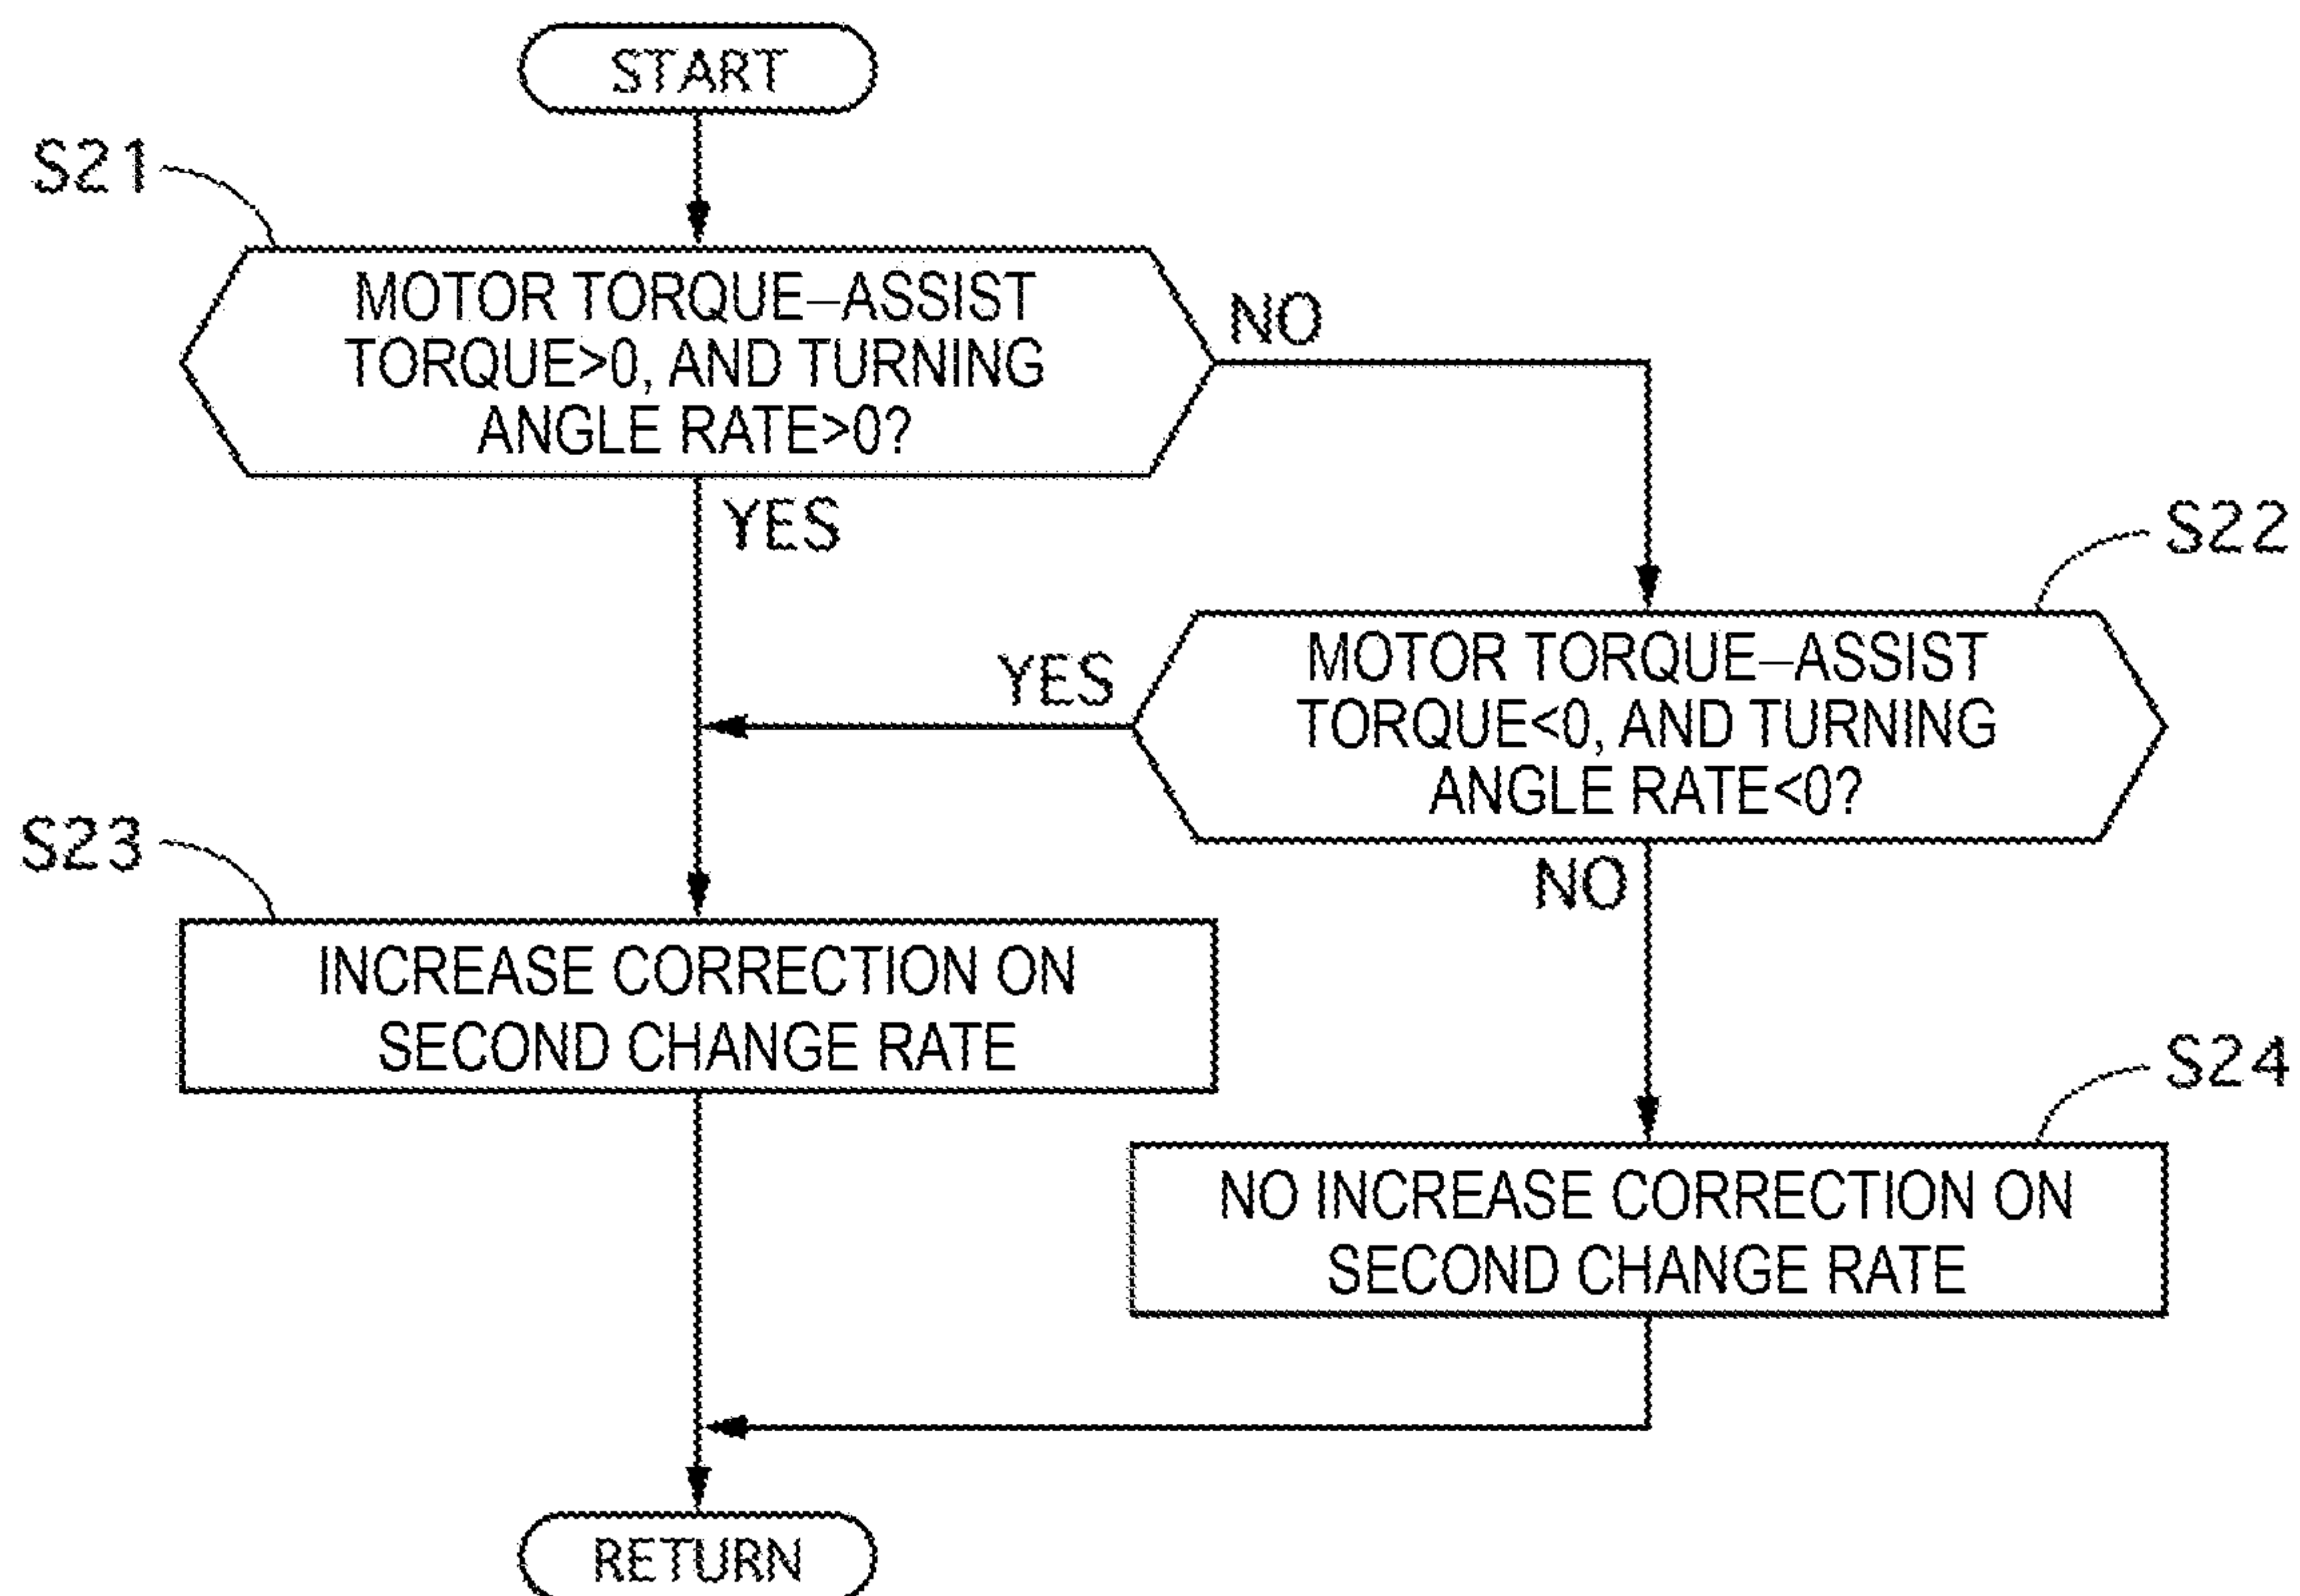 START
S21
MOTOR TORQUE–ASSIST
TORQUE>0, AND TURNING
ANGLE RATE>0?
NO
YES
S22
MOTOR TORQUE–ASSIST
TORQUE<0, AND TURNING
ANGLE RATE<0?
YES
NO
S23
INCREASE CORRECTION ON
SECOND CHANGE RATE
S24
NO INCREASE CORRECTION ON
SECOND CHANGE RATE
RETURN